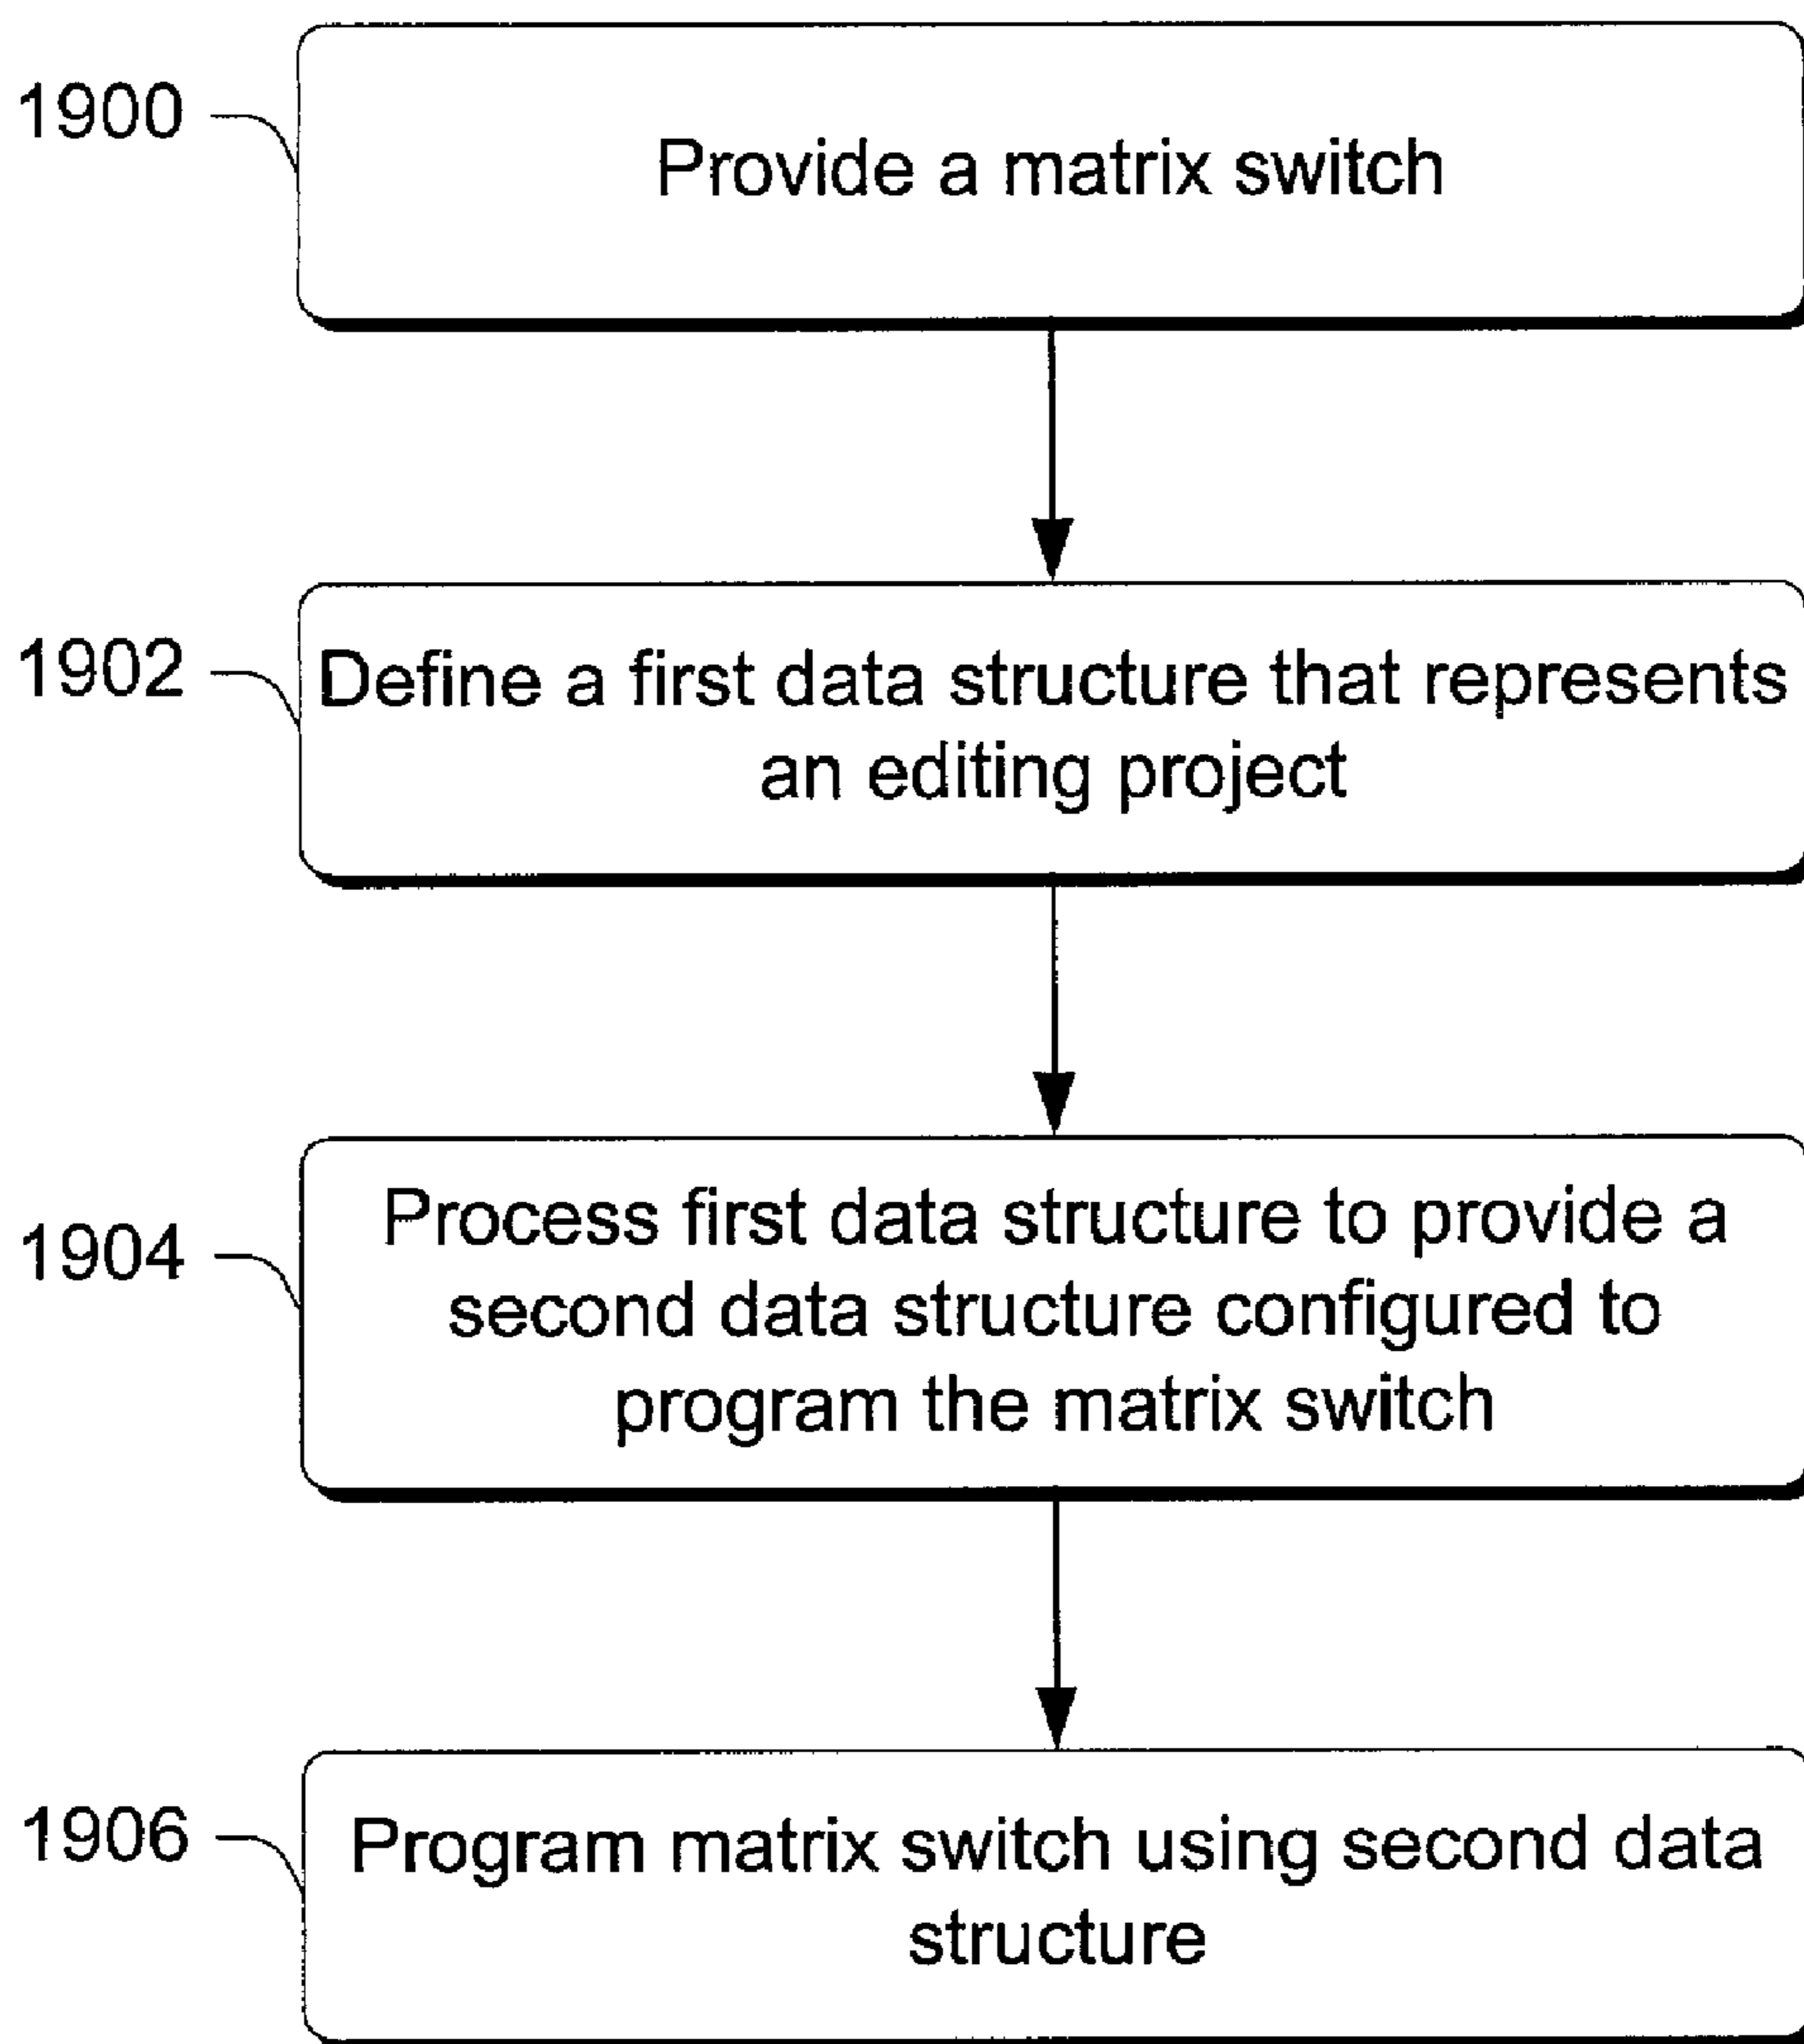 1900
Provide a matrix switch
1902
Define a first data structure that represents
an editing project
1904
Process first data structure to provide a
second data structure configured to
program the matrix switch
1906
Program matrix switch using second data
structure